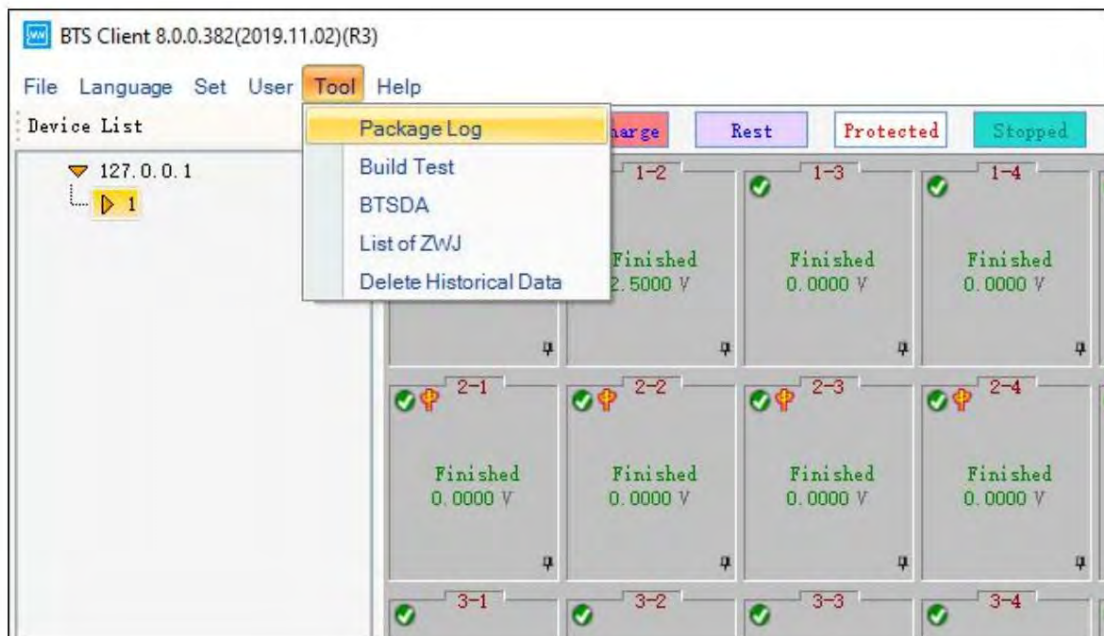 BTS Client 8.0.0.382(2019.11.02)(R3)
File Language Set User Tool Help
Device List
Package Log
Build Test
BTSDA
List of ZWJ
Delete Historical Data
Rest Protected Stopped
127.0.0.1
1
1-2 1-3 1-4
Finished Finished Finished
2.5000 V 0.0000 V 0.0000 V
2-1 2-2 2-3 2-4
Finished Finished Finished Finished
0.0000 V 0.0000 V 0.0000 V 0.0000 V
3-1 3-2 3-3 3-4